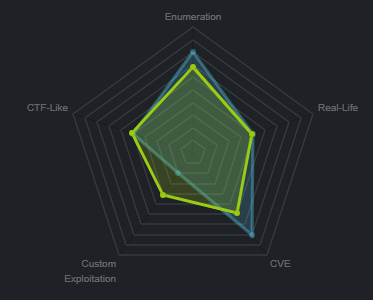 Enumeration
CTF-Like
Real-Life
Custom
Exploitation
CVE